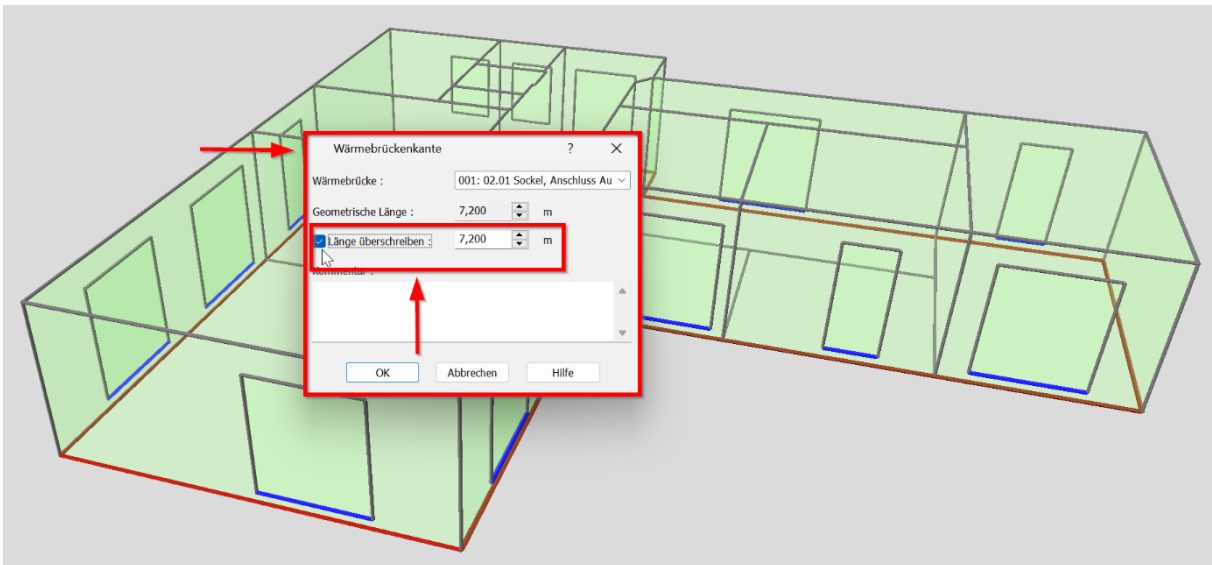 Wärmebrückenkante ? X
Wärmebrücke : 001: 02.01 Sockel, Anschluss Au
Geometrische Länge : 7,200 m
Länge überschreiben : 7,200 m
Kommentar :
OK Abbrechen Hilfe